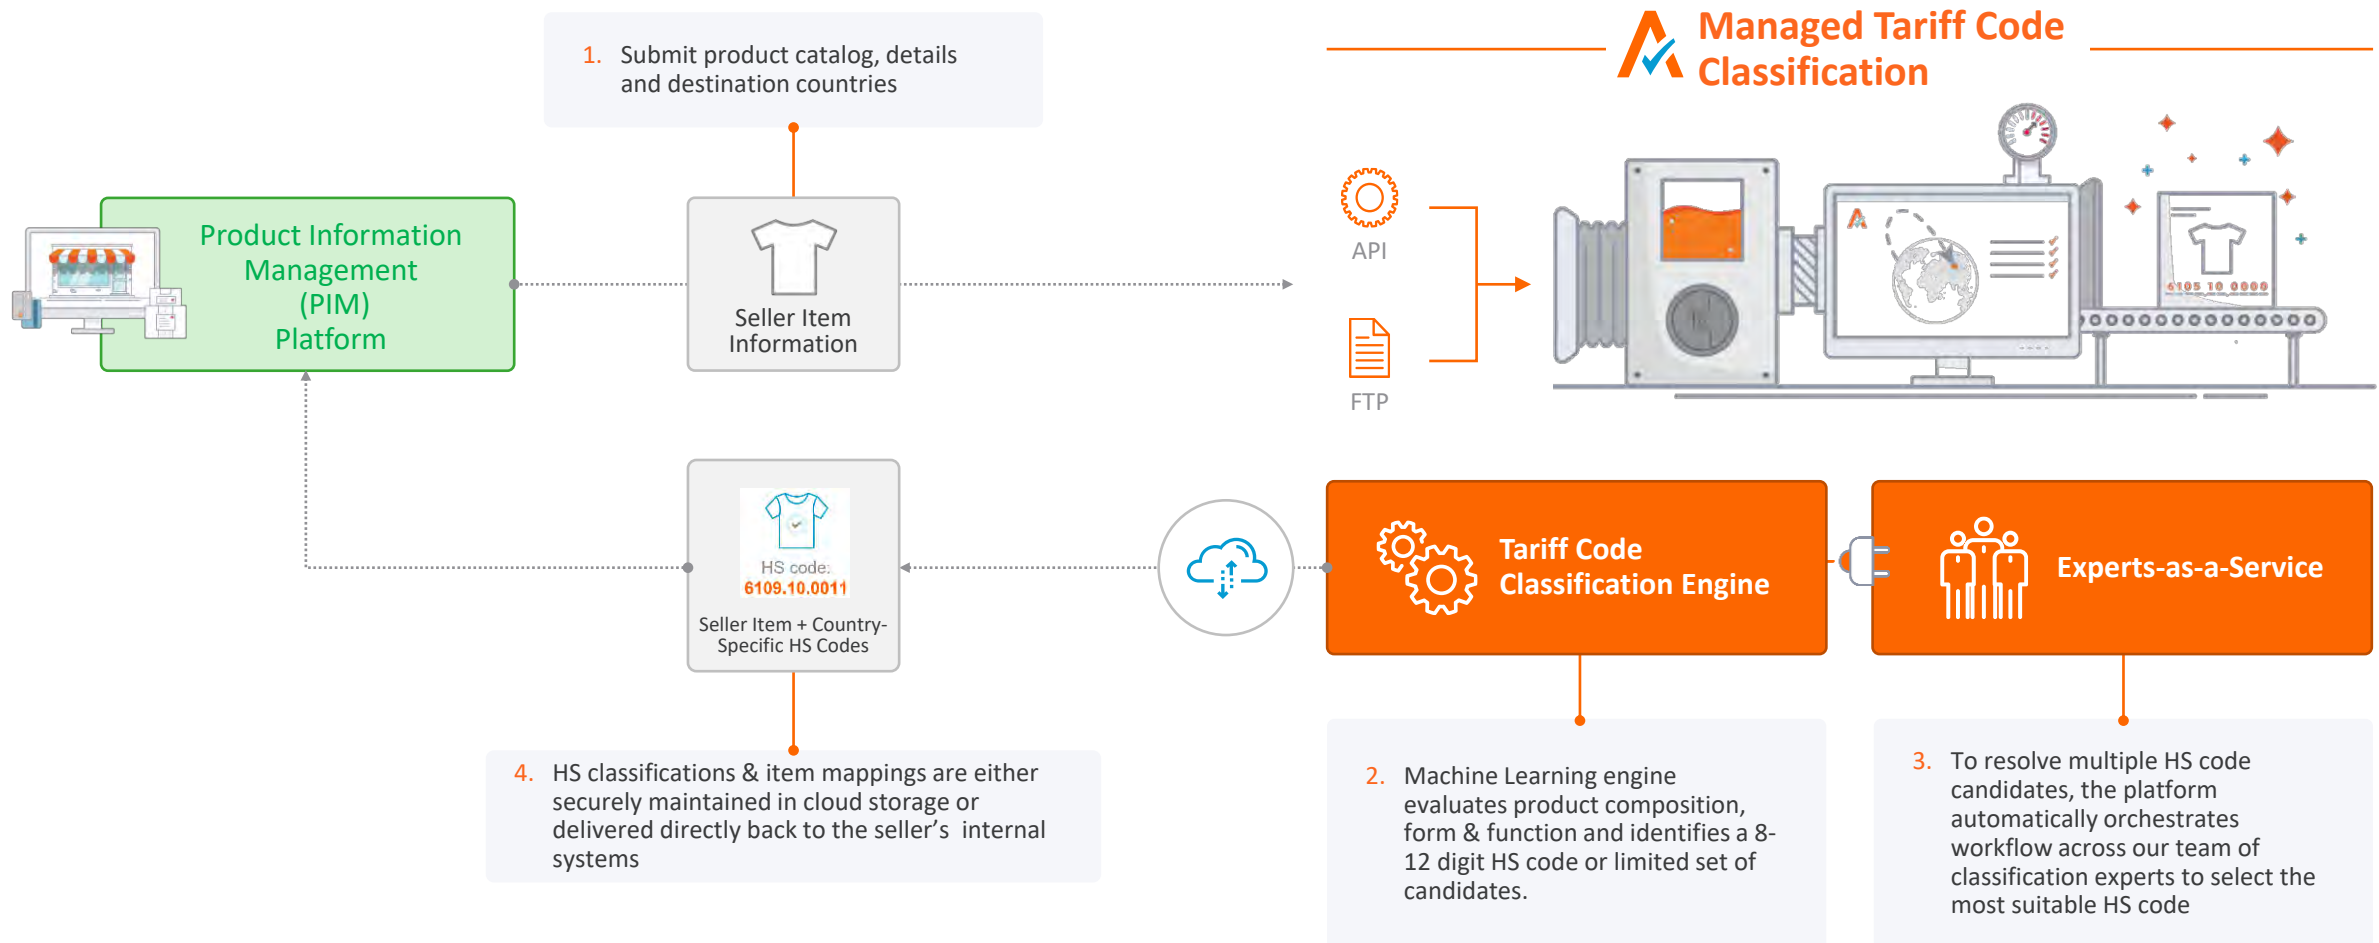 1. Submit product catalog, details
and destination countries
Managed Tariff Code
Classification
Product Information
Management
(PIM)
Platform
Seller Item
Information
API
FTP
6105 10 0000
HS code:
6109.10.0011
Seller Item + Country-
Specific HS Codes
Tariff Code
Classification Engine
Experts-as-a-Service
4. HS classifications & item mappings are either
securely maintained in cloud storage or
delivered directly back to the seller's internal
systems
2. Machine Learning engine
evaluates product composition,
form & function and identifies a 8-
12 digit HS code or limited set of
candidates.
3. To resolve multiple HS code
candidates, the platform
automatically orchestrates
workflow across our team of
classification experts to select the
most suitable HS code